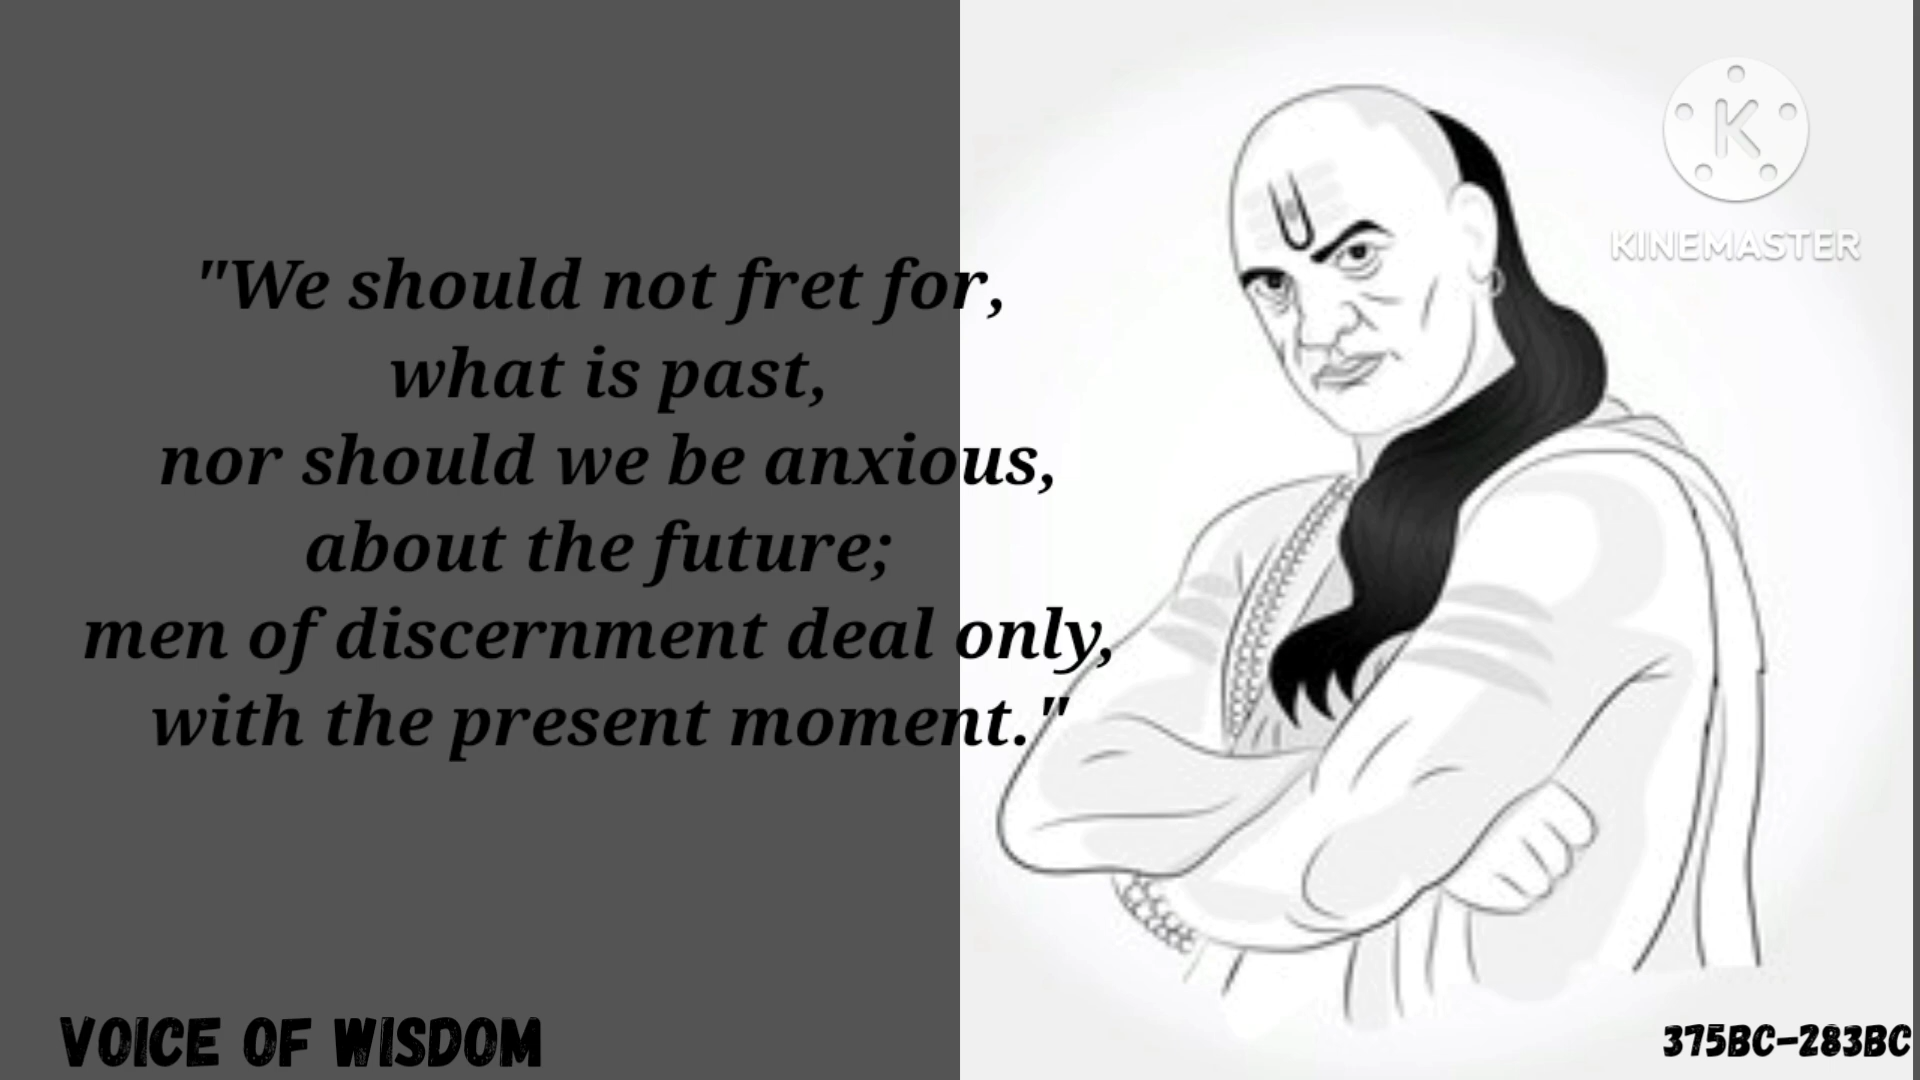 "We should not fret for,
what is past,
nor should we be anxious,
about the future;
men of discernment deal only,
with the present moment."
VOICE OF WISDOM
K
KINEMASTER
375BC-283BC